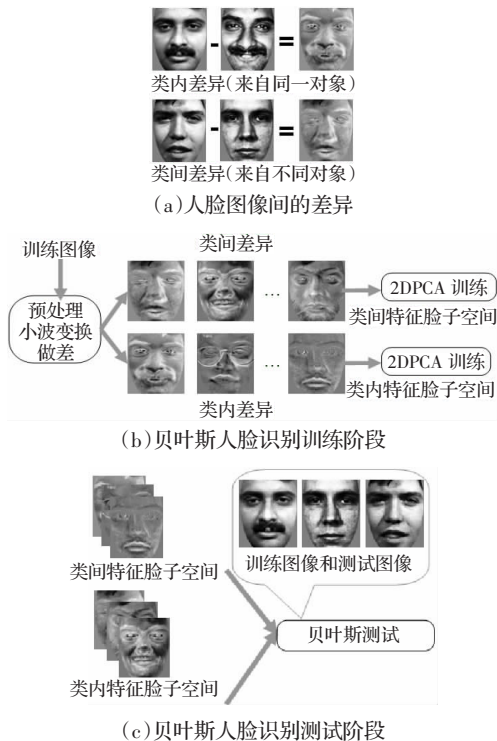 - =
类内差异(来自同一对象)
- =
类间差异(来自不同对象)
(a)人脸图像间的差异
训练图像
类间差异
预处理
小波变换
做差
…
2DPCA 训练
类间特征脸子空间
…
2DPCA 训练
类内特征脸子空间
类内差异
(b)贝叶斯人脸识别训练阶段
类间特征脸子空间
训练图像和测试图像
贝叶斯测试
类内特征脸子空间
(c)贝叶斯人脸识别测试阶段